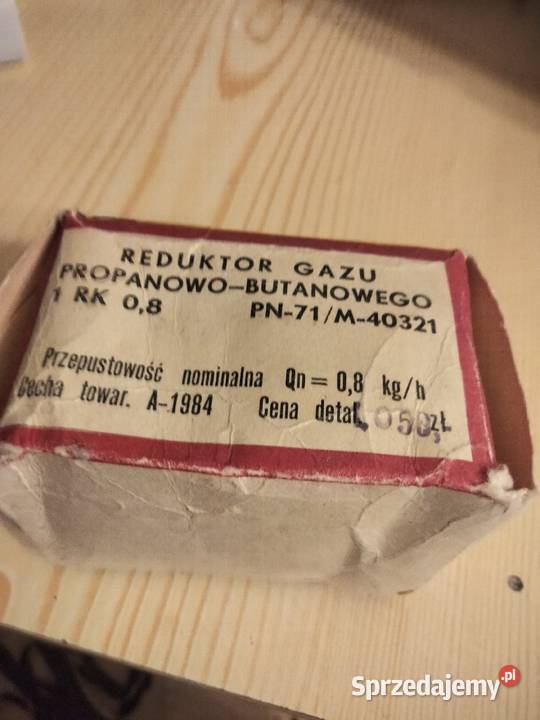 REDUKTOR GAZU
PROPANOWO-BUTANOWEGO
1 RK 0,8 PN-71/M-40321
Przepustowość nominalna Qn = 0,8 kg/h
Cecha towar. A-1984 Cena detal. zł.
Sprzedajemy.pl